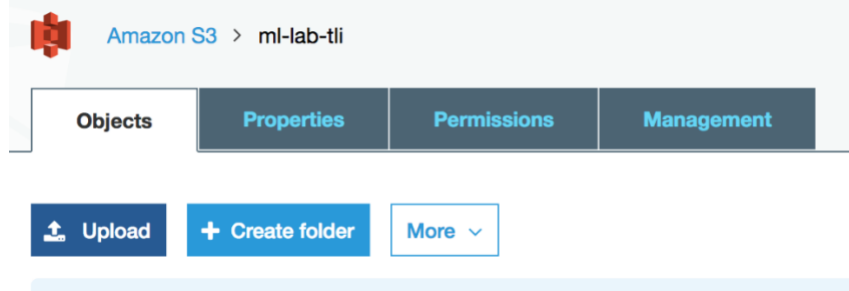 Amazon S3 > ml-lab-tli
Objects Properties Permissions Management
Upload + Create folder More